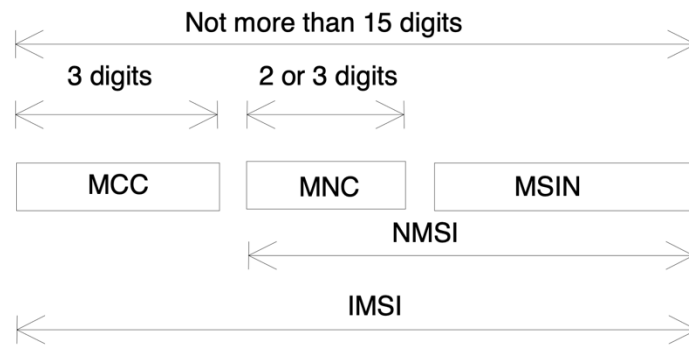 Not more than 15 digits
3 digits 2 or 3 digits
MCC MNC MSIN
NMSI
IMSI